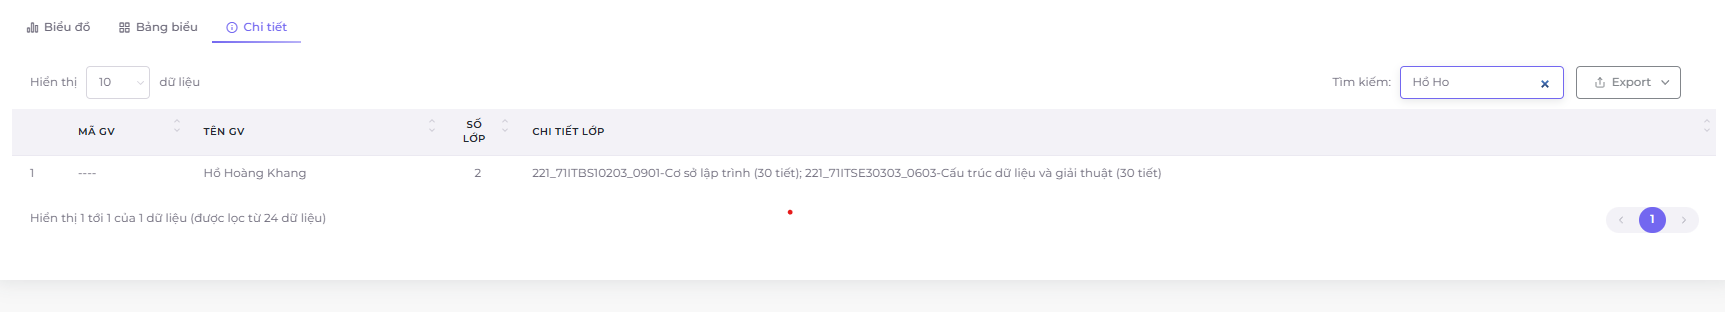 Biểu đồ Bảng biểu Chi tiết
Hiển thị 10 dữ liệu Tìm kiếm: Hồ Ho × Export
MÃ GV TÊN GV SỐ LỚP CHI TIẾT LỚP
1 ---- Hồ Hoàng Khang 2 221_71ITBS10203_0901-Cơ sở lập trình (30 tiết); 221_71ITSE30303_0603-Cấu trúc dữ liệu và giải thuật (30 tiết)
Hiển thị 1 tới 1 của 1 dữ liệu (được lọc từ 24 dữ liệu) 1